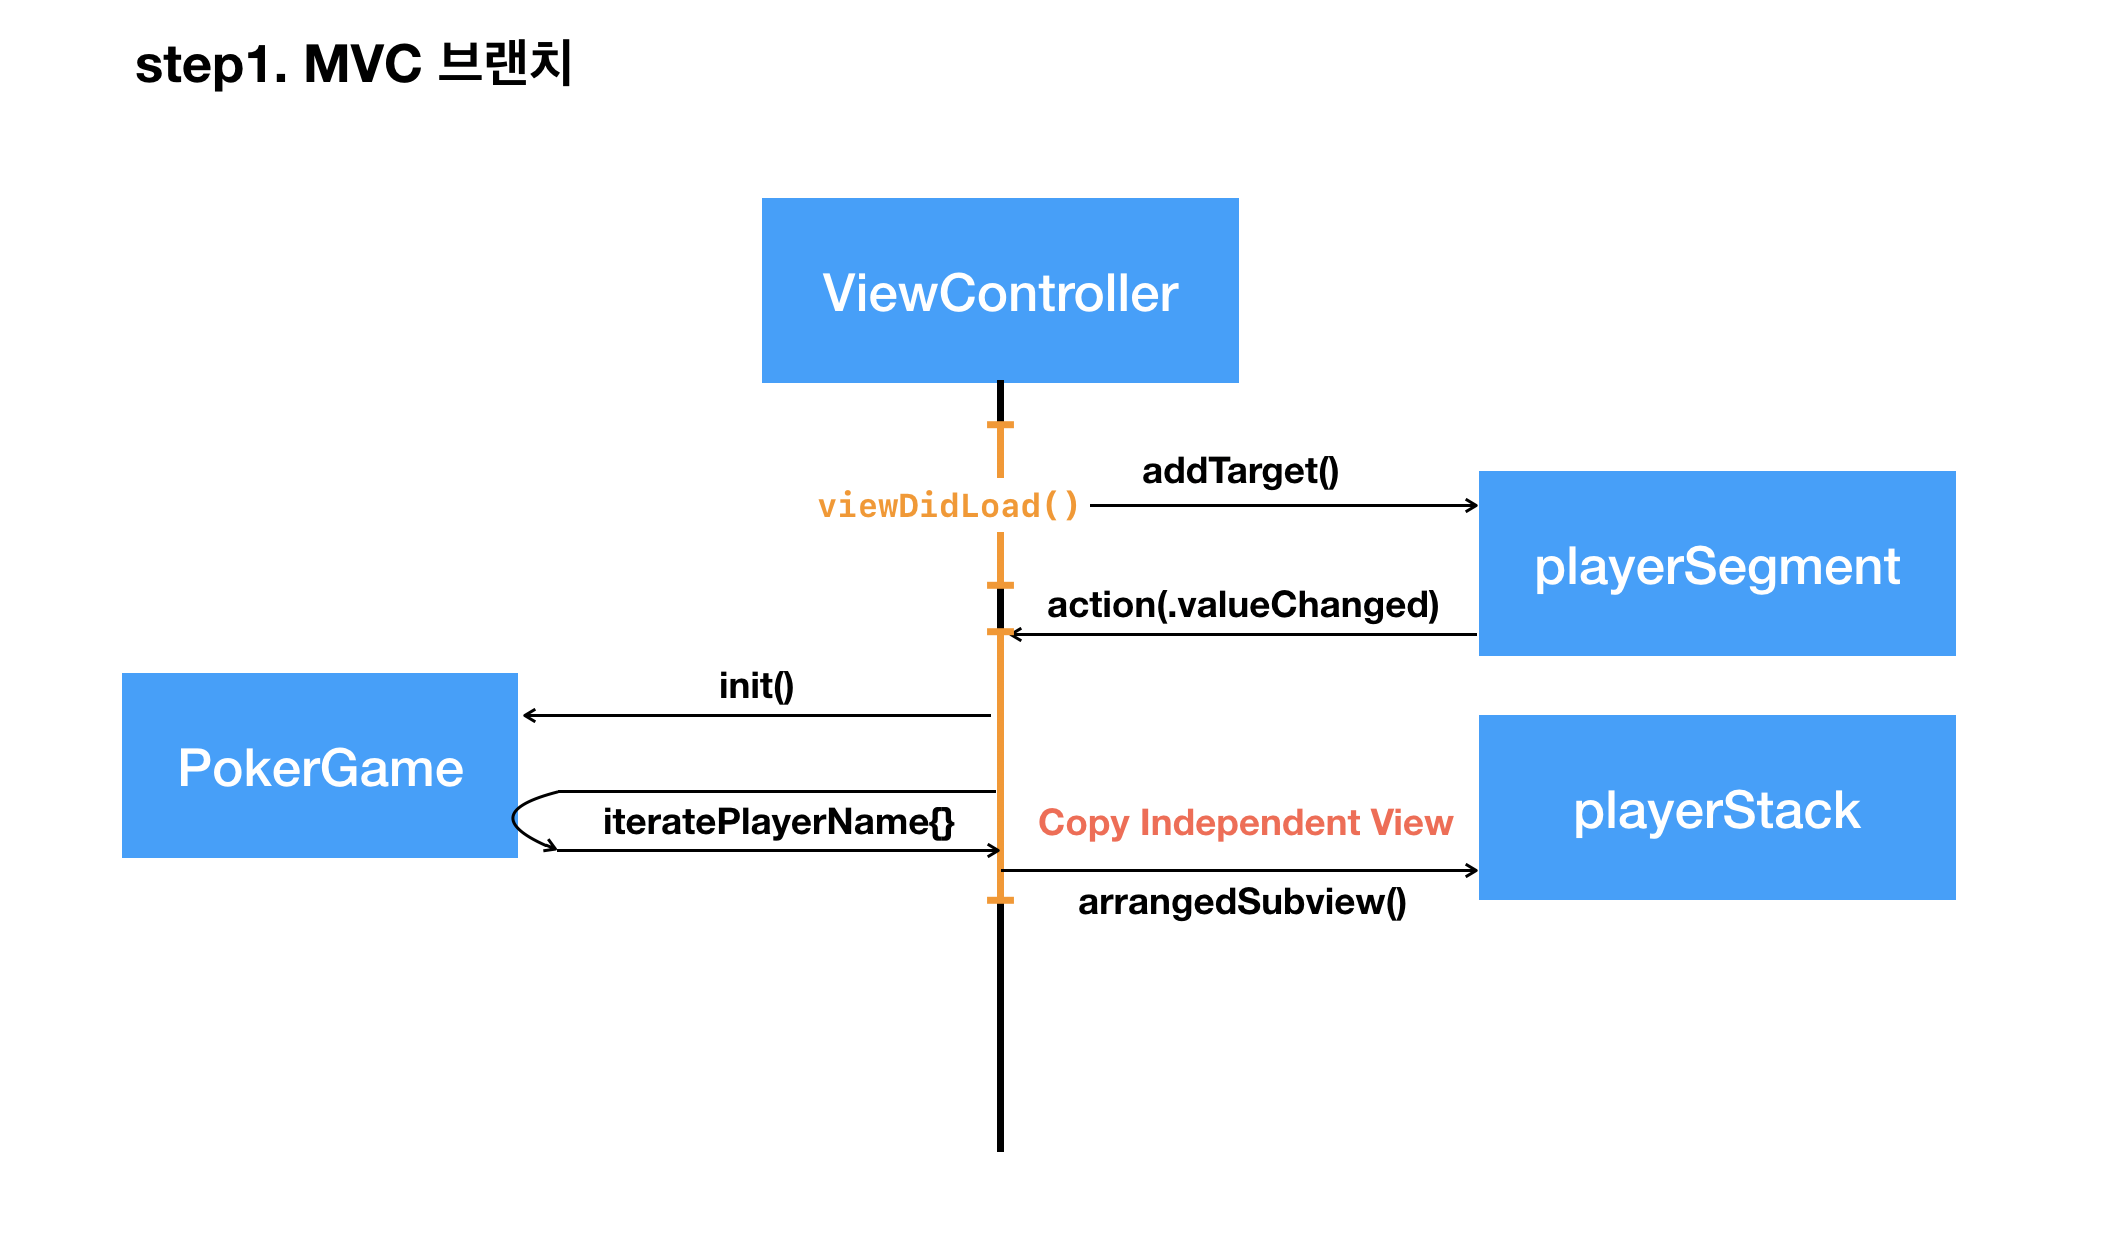 step1. MVC 브랜치
ViewController
addTarget()
viewDidLoad()
playerSegment
action(.valueChanged)
init()
PokerGame
playerStack
iteratePlayerName{}
Copy Independent View
arrangedSubview()